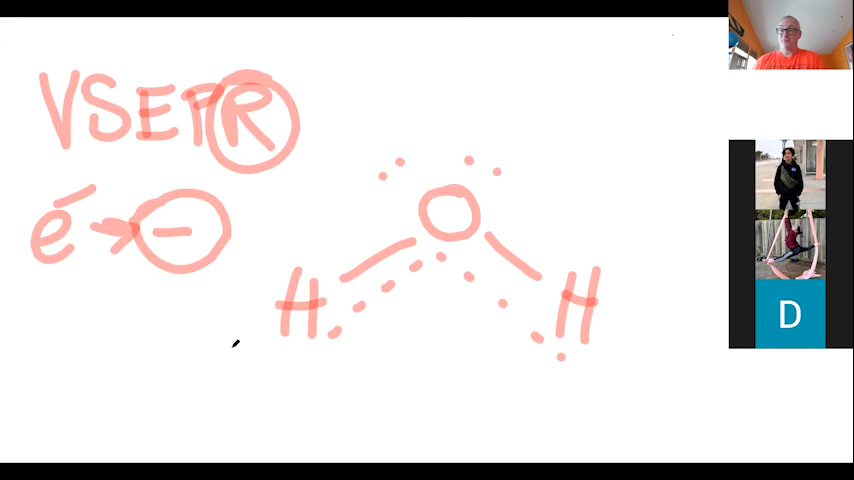 VSEPR
e⁻ → −
O
H H
D